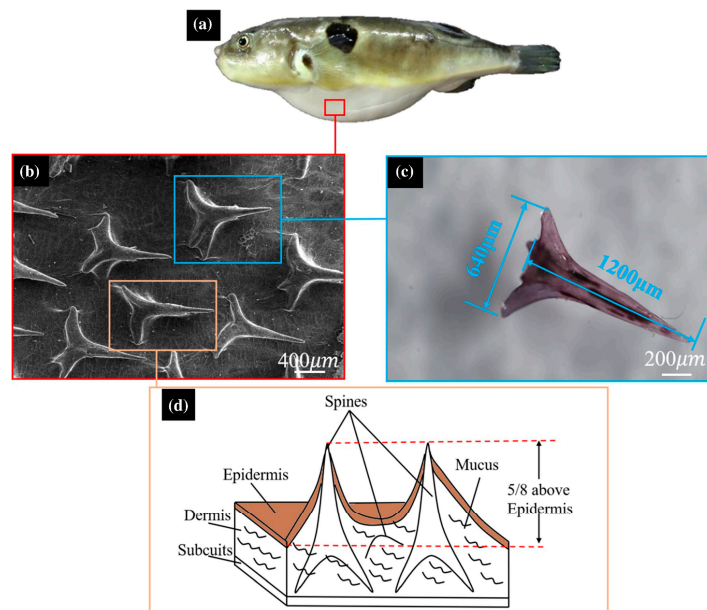 (a)
(b)
400μm
(c)
640μm
1200μm
200μm
(d)
Spines
Epidermis
Mucus
5/8 above
Epidermis
Dermis
Subcuits